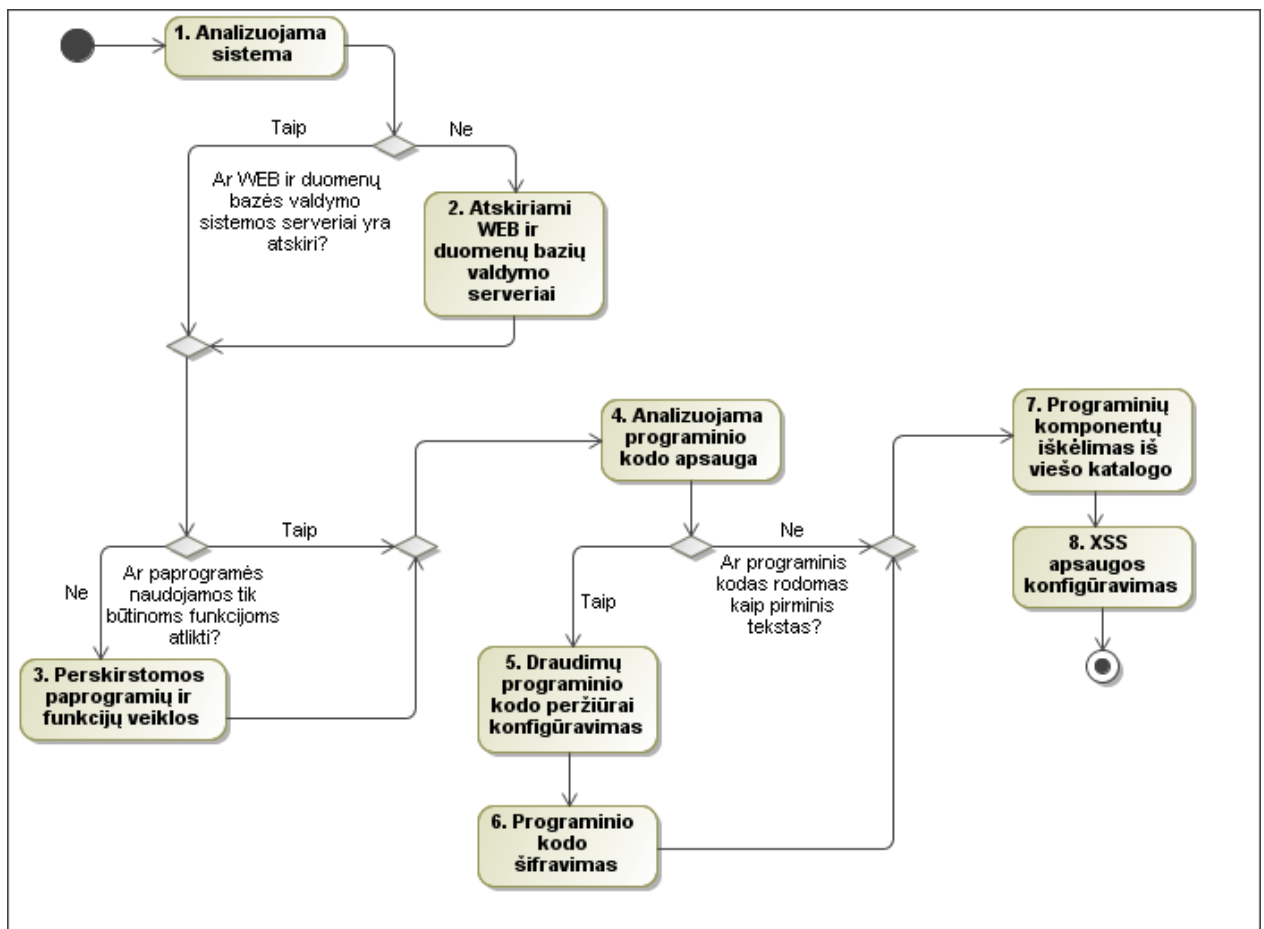 1. Analizuojama
sistema
Taip
Ne
Ar WEB ir duomenų
bazės valdymo
sistemos serveriai yra
atskiri?
2. Atskiriami
WEB ir
duomenų bazių
valdymo
serveriai
Taip
Ne
Ar paprogramės
naudojamos tik
būtinoms funkcijoms
atlikti?
3. Perskirstomos
paprogramių ir
funkcijų veiklos
4. Analizuojama
programinio
kodo apsauga
Ne
Ar programinis
kodas rodomas
kaip pirminis
tekstas?
Taip
5. Draudimų
programinio
kodo peržiūrai
konfigūravimas
6. Programinio
kodo
šifravimas
7. Programinių
komponentų
iškėlimas iš
viešo katalogo
8. XSS
apsaugos
konfigūravimas